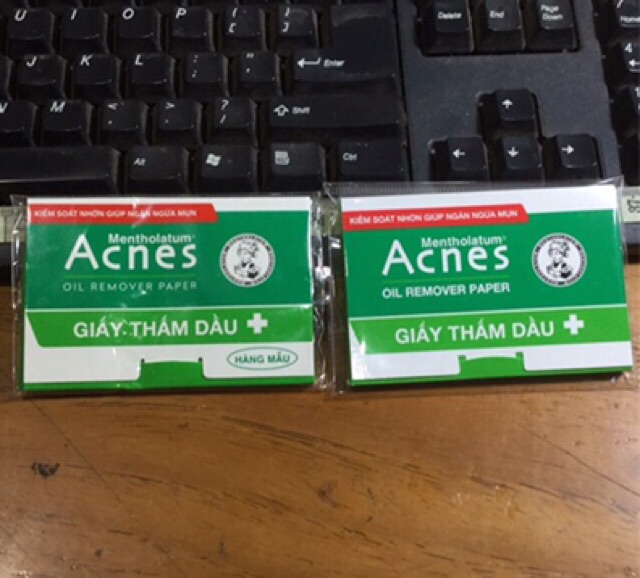 U
I
O
P
{
[
}
]
Delete
End
Page
Down
J
K
L
:
;
"
'
Enter
M
<
,
>
.
?
/
Shift
Alt
Ctrl
KIỂM SOÁT NHỜN GIÚP NGĂN NGỪA MỤN
Mentholatum®
Acnes
OIL REMOVER PAPER
GIẤY THẤM DẦU
HÀNG MẪU
KIỂM SOÁT NHỜN GIÚP NGĂN NGỪA MỤN
Mentholatum®
Acnes
OIL REMOVER PAPER
GIẤY THẤM DẦU